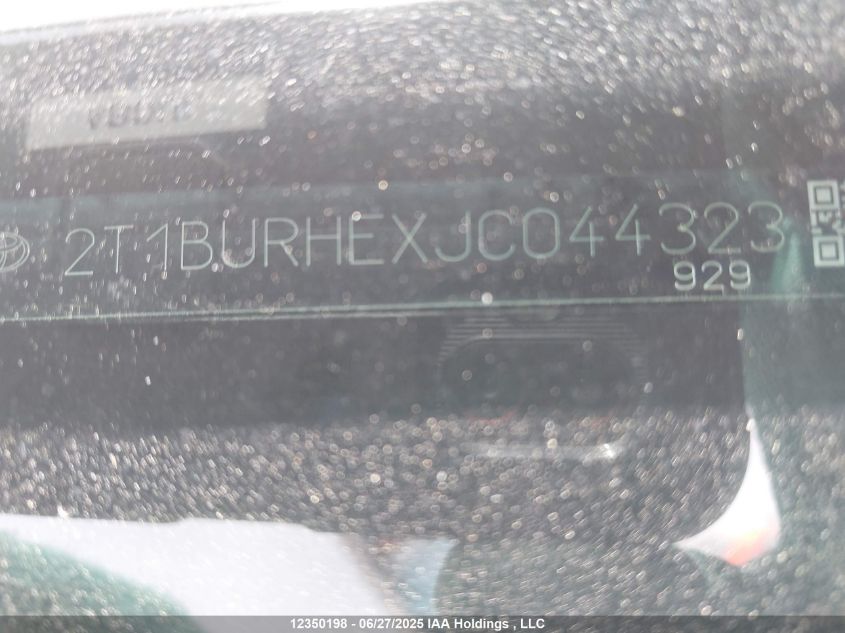 2T1BURHEXJC044323
929
12350198 - 06/27/2025 IAA Holdings , LLC